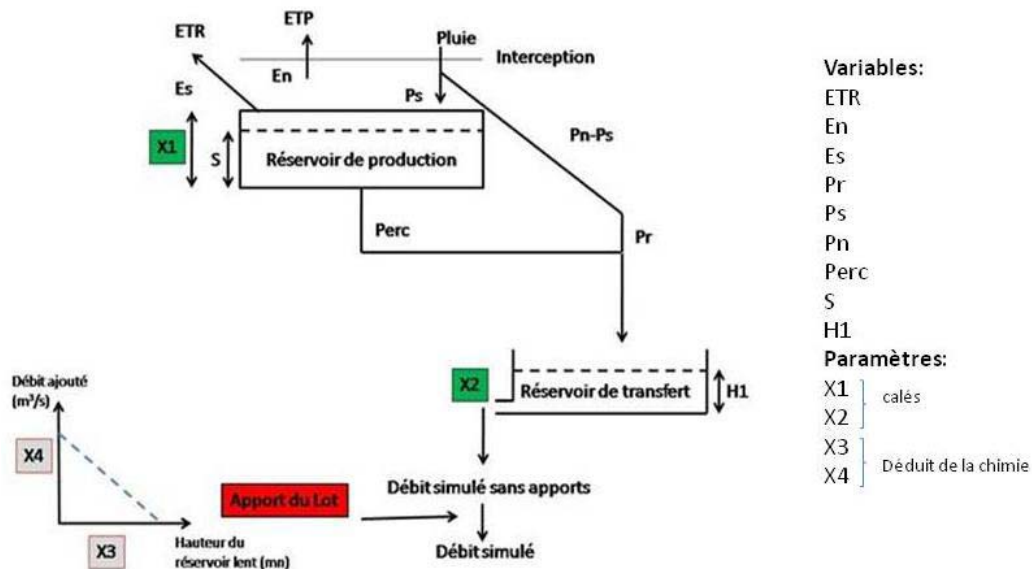 ETP
ETR
Pluie
Interception
En
Es
Ps
X1
S
Réservoir de production
Pn-Ps
Perc
Pr
X2
Réservoir de transfert
H1
Débit ajouté
(m³/s)
X4
X3
Hauteur du
réservoir lent (mn)
Apport du Lot
Débit simulé sans apports
Débit simulé
Variables:
ETR
En
Es
Pr
Ps
Pn
Perc
S
H1
Paramètres:
X1
X2
calés
X3
X4
Déduit de la chimie